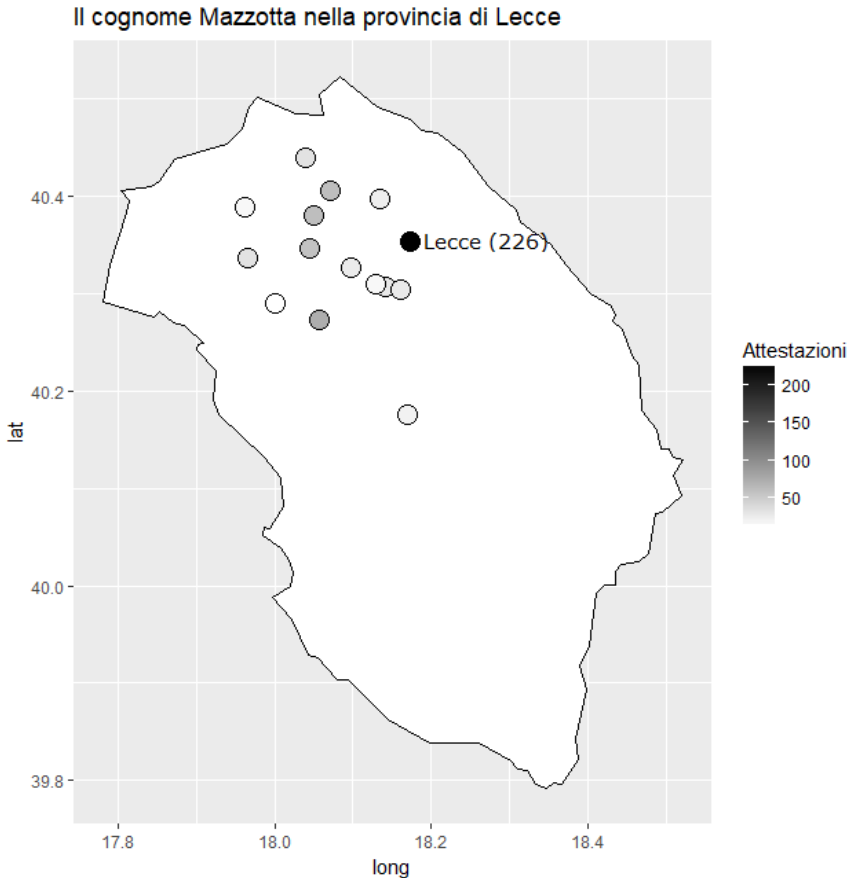 Il cognome Mazzotta nella provincia di Lecce
40.4
40.2
40.0
39.8
lat
Lecce (226)
17.8
18.0
18.2
18.4
long
Attestazioni
200
150
100
50